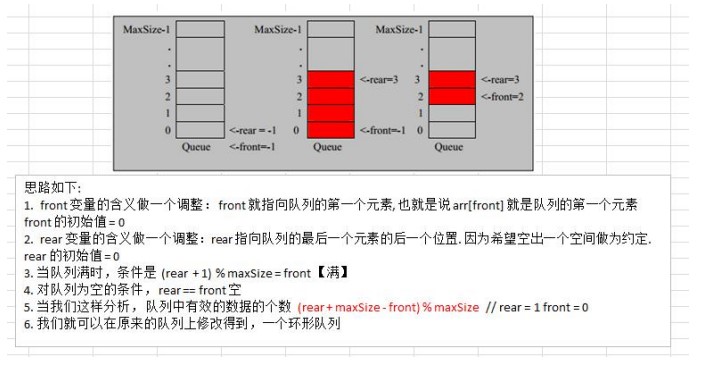 MaxSize-1 MaxSize-1 MaxSize-1
. . .
. . .
3 3 <-rear=3 3 <-rear=3
2 2 2 <-front=2
1 1 1
0 <-rear = -1 0 <-front=-1 0
Queue <-front=-1 Queue Queue
思路如下:
1. front 变量的含义做一个调整： front 就指向队列的第一个元素, 也就是说 arr[front] 就是队列的第一个元素
front 的初始值 = 0
2. rear 变量的含义做一个调整：rear 指向队列的最后一个元素的后一个位置. 因为希望空出一个空间做为约定.
rear 的初始值 = 0
3. 当队列满时，条件是 (rear + 1) % maxSize = front 【满】
4. 对队列为空的条件， rear == front 空
5. 当我们这样分析， 队列中有效的数据的个数 (rear + maxSize - front) % maxSize // rear = 1 front = 0
6. 我们就可以在原来的队列上修改得到，一个环形队列